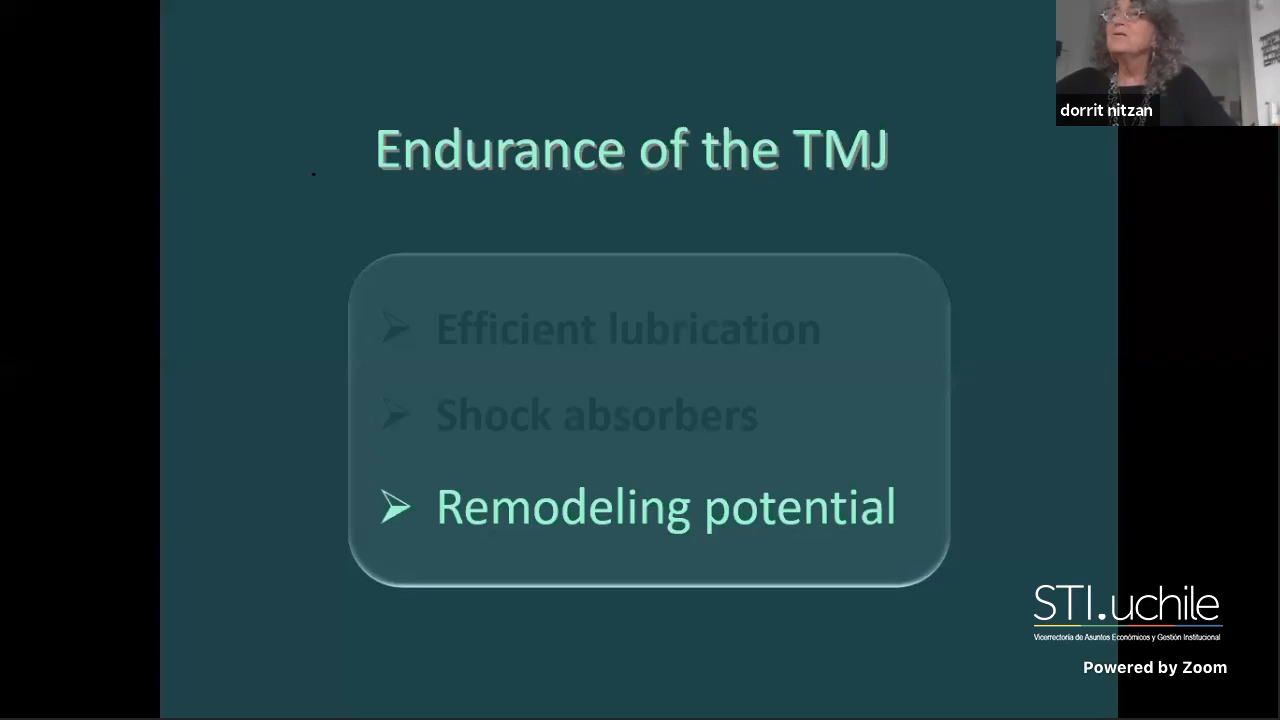 dorrit nitzan
Endurance of the TMJ
➢ Efficient lubrication
➢ Shock absorbers
➢ Remodeling potential
STI.uchile
Vicerrectoría de Asuntos Económicos y Gestión Institucional
Powered by Zoom